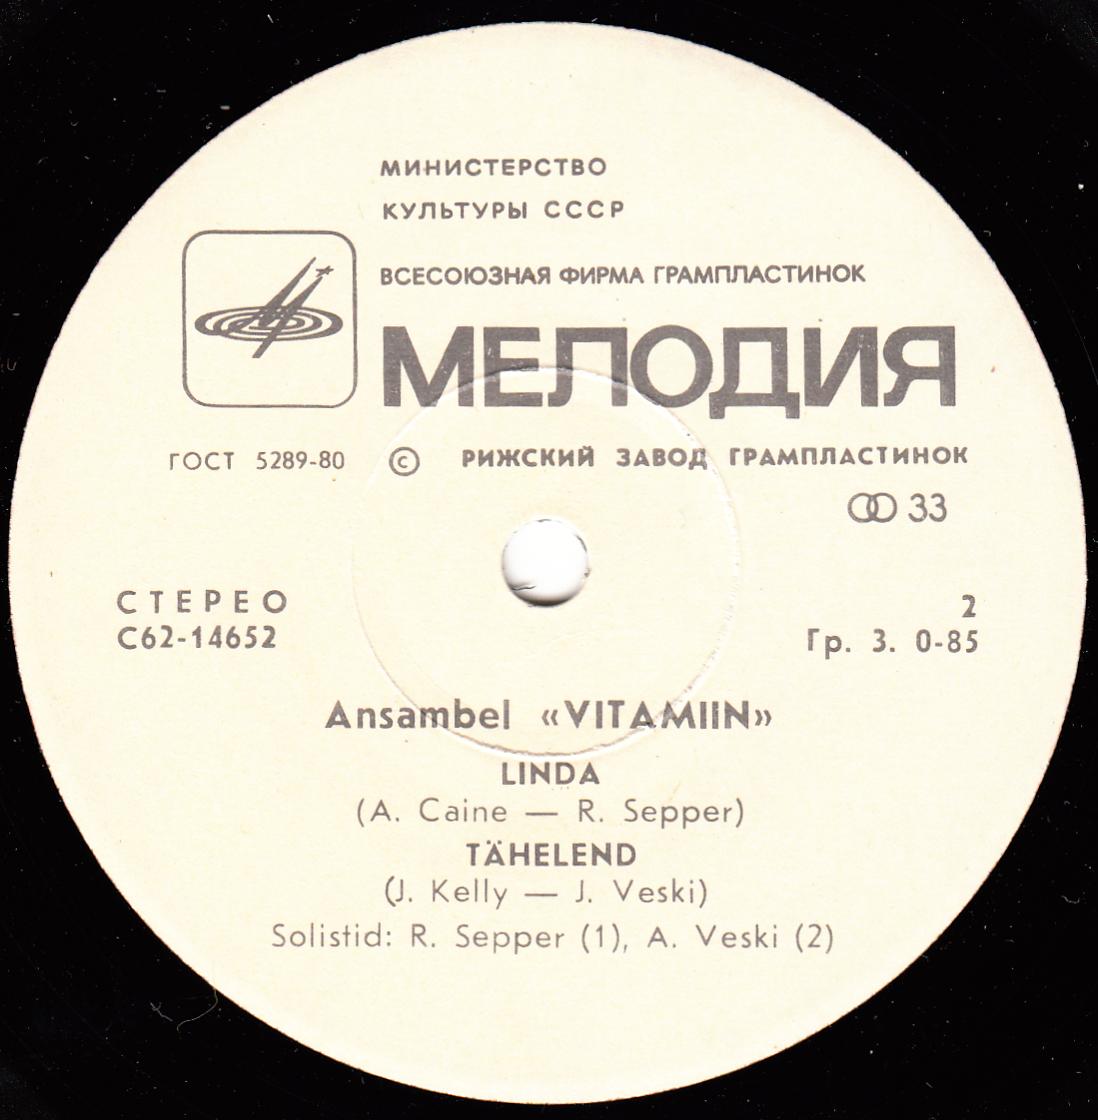 МИНИСТЕРСТВО
КУЛЬТУРЫ СССР
ВСЕСОЮЗНАЯ ФИРМА ГРАМПЛАСТИНОК
МЕЛОДИЯ
ГОСТ 5289-80 © РИЖСКИЙ ЗАВОД ГРАМПЛАСТИНОК
33
СТЕРЕО 2
С62-14652 Гр. 3. 0-85
Ansambel «VITAMIIN»
LINDA
(A. Caine — R. Sepper)
TÄHELEND
(J. Kelly — J. Veski)
Solistid: R. Sepper (1), A. Veski (2)